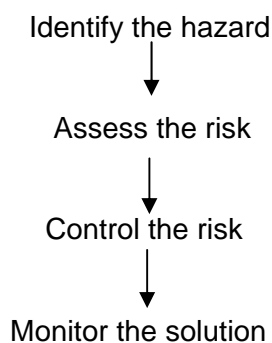 Identify the hazard
Assess the risk
Control the risk
Monitor the solution